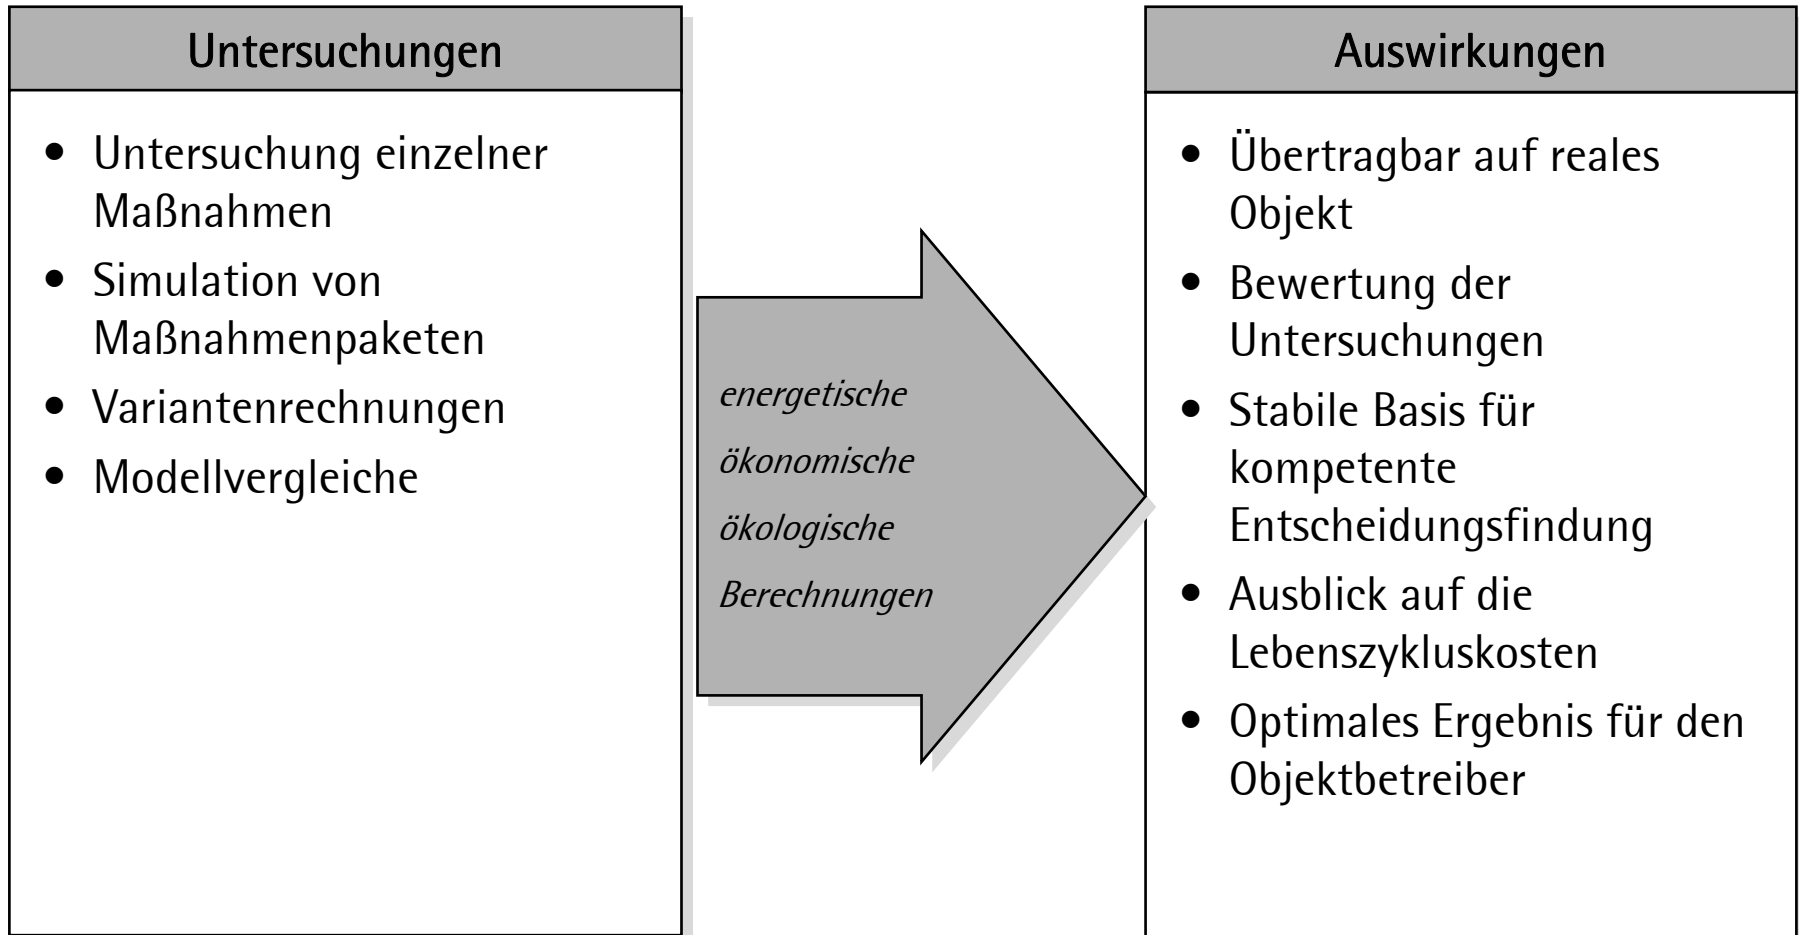 Untersuchungen
• Untersuchung einzelner
Maßnahmen
• Simulation von
Maßnahmenpaketen
• Variantenrechnungen
• Modellvergleiche
energetische
ökonomische
ökologische
Berechnungen
Auswirkungen
• Übertragbar auf reales
Objekt
• Bewertung der
Untersuchungen
• Stabile Basis für
kompetente
Entscheidungsfindung
• Ausblick auf die
Lebenszykluskosten
• Optimales Ergebnis für den
Objektbetreiber